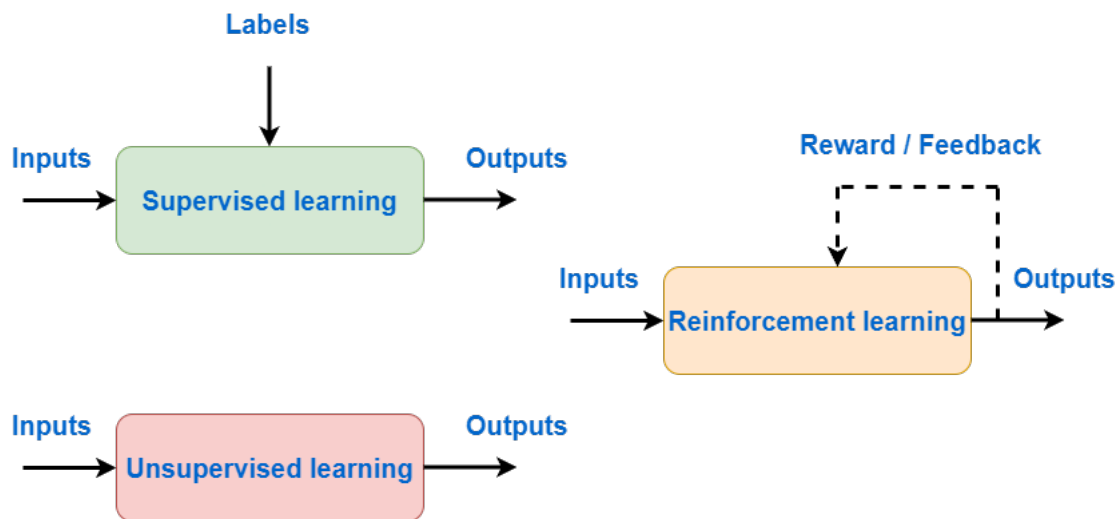 Labels
Inputs
Outputs
Supervised learning
Reward / Feedback
Inputs
Outputs
Reinforcement learning
Inputs
Outputs
Unsupervised learning